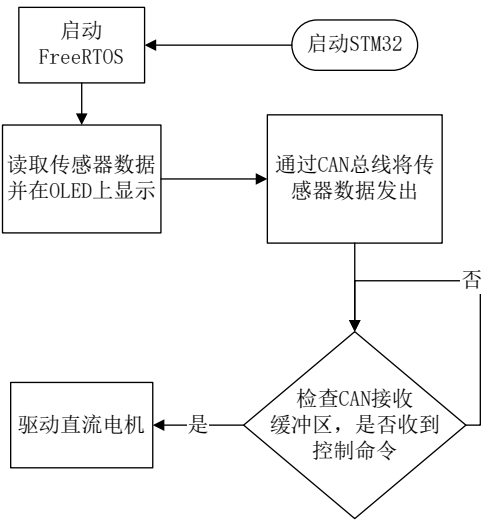 启动
FreeRTOS
启动STM32
读取传感器数据
并在OLED上显示
通过CAN总线将传
感器数据发出
否
检查CAN接收
缓冲区，是否收到
控制命令
是
驱动直流电机